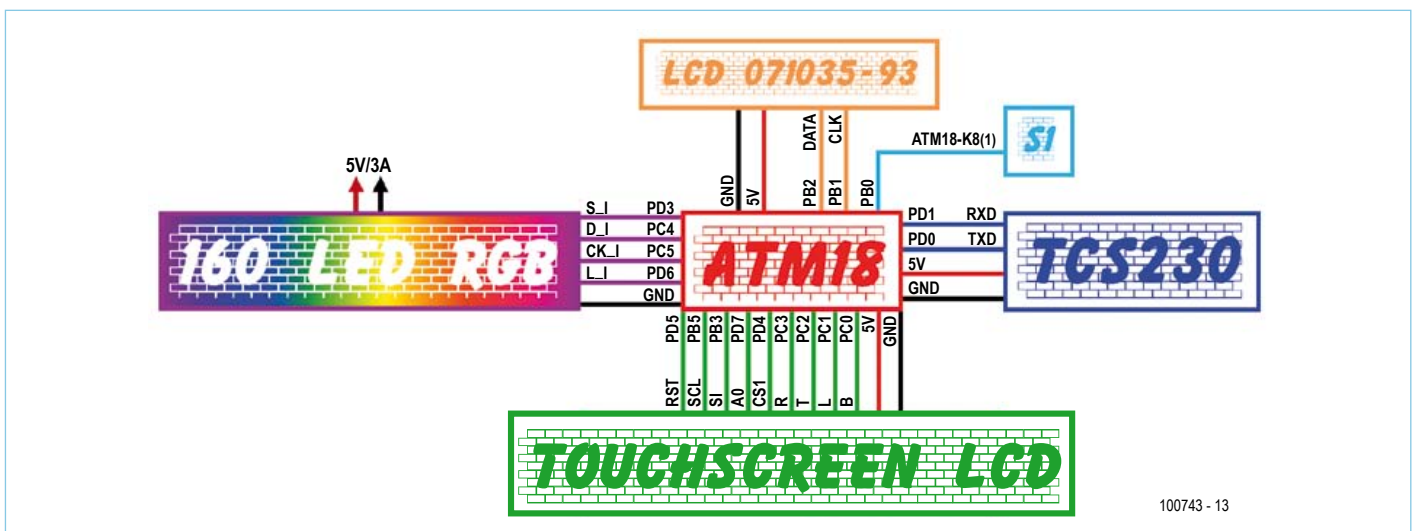 LCD 071035-93
GND
5V
PB2 DATA
PB1 CLK
PB0
ATM18-K8(1)
S1
5V/3A
160 LED RGB
S_I PD3
D_I PC4
CK_I PC5
L_I PD6
GND
ATM18
PD1 RXD
PD0 TXD
5V
GND
TCS230
PD5 RST
PB5 SCL
PB3 SI
PD7 A0
PD4 CS1
PC3 R
PC2 T
PC1 L
PC0 B
5V
GND
TOUCHSCREEN LCD
100743 - 13